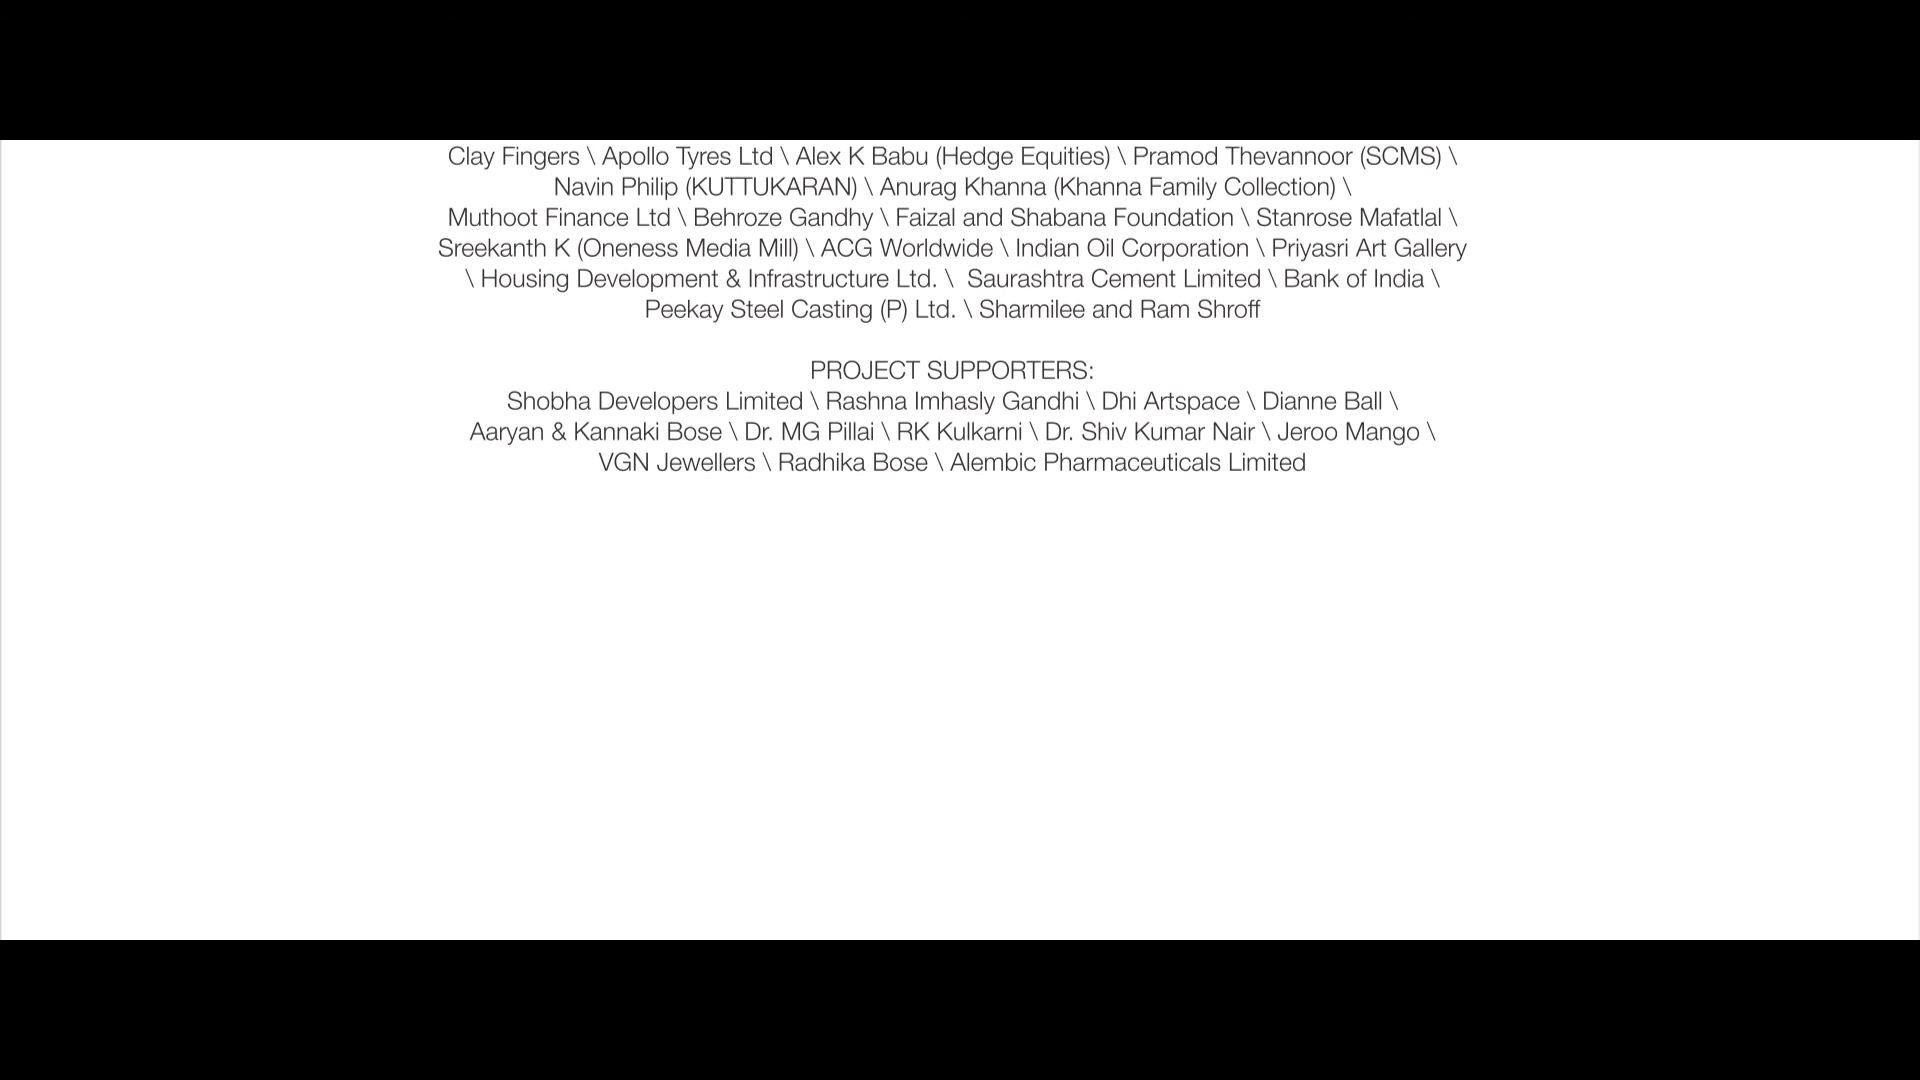 Clay Fingers \ Apollo Tyres Ltd \ Alex K Babu (Hedge Equities) \ Pramod Thevannoor (SCMS) \
Navin Philip (KUTTUKARAN) \ Anurag Khanna (Khanna Family Collection) \
Muthoot Finance Ltd \ Behroze Gandhy \ Faizal and Shabana Foundation \ Stanrose Mafatlal \
Sreekanth K (Oneness Media Mill) \ ACG Worldwide \ Indian Oil Corporation \ Priyasri Art Gallery
\ Housing Development & Infrastructure Ltd. \  Saurashtra Cement Limited \ Bank of India \
Peekay Steel Casting (P) Ltd. \ Sharmilee and Ram Shroff
PROJECT SUPPORTERS:
Shobha Developers Limited \ Rashna Imhasly Gandhi \ Dhi Artspace \ Dianne Ball \
Aaryan & Kannaki Bose \ Dr. MG Pillai \ RK Kulkarni \ Dr. Shiv Kumar Nair \ Jeroo Mango \
VGN Jewellers \ Radhika Bose \ Alembic Pharmaceuticals Limited